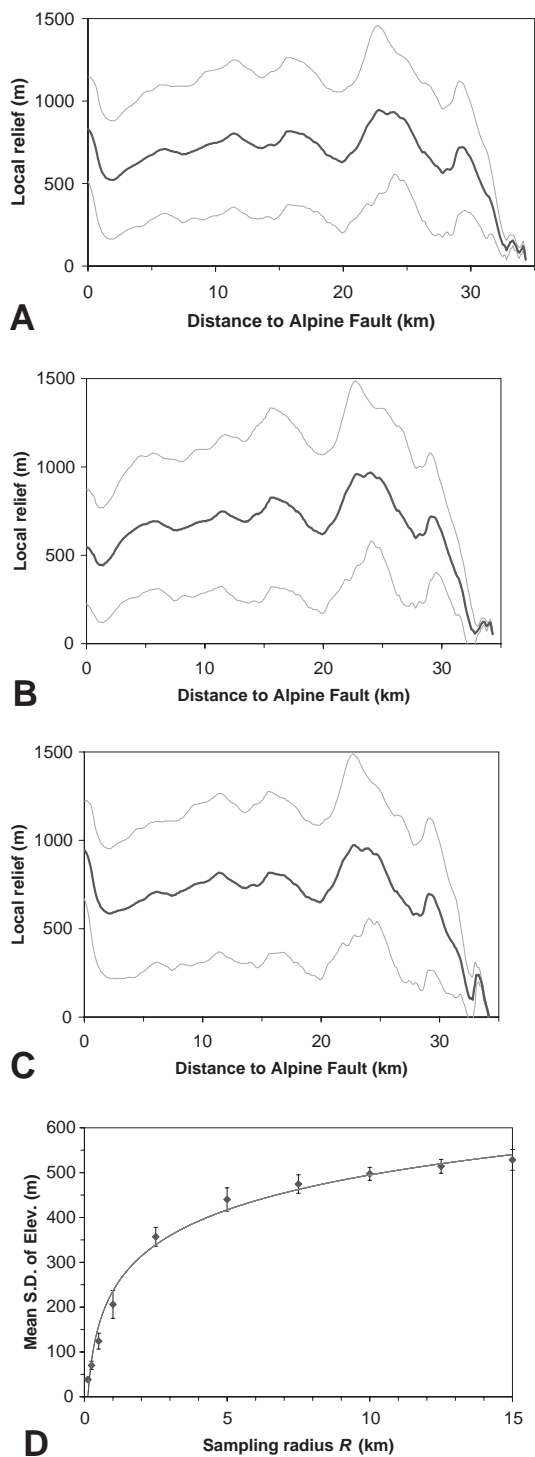 1500
1000
500
0
Local relief (m)
0 10 20 30
Distance to Alpine Fault (km)
A
1500
1000
500
0
Local relief (m)
0 10 20 30
Distance to Alpine Fault (km)
B
1500
1000
500
0
Local relief (m)
0 10 20 30
Distance to Alpine Fault (km)
C
600
500
400
300
200
100
0
Mean S.D. of Elev. (m)
0 5 10 15
Sampling radius R (km)
D